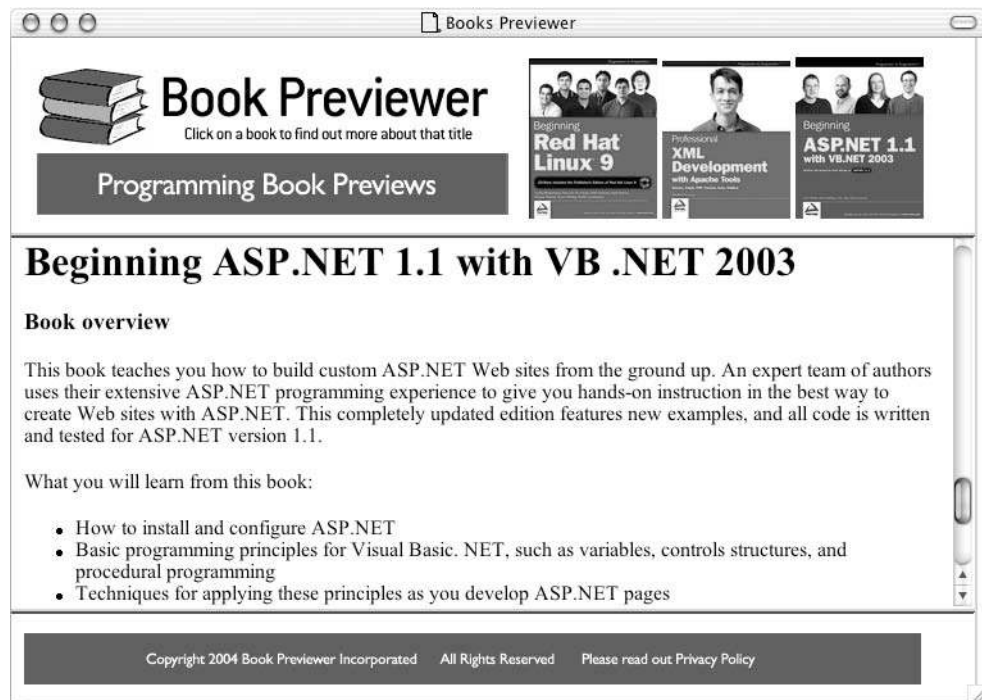 Books Previewer
Book Previewer
Click on a book to find out more about that title
Programming Book Previews
Beginning
Red Hat
Linux 9
Professional
XML
Development
with Apache Tools
Beginning
ASP.NET 1.1
with VB.NET 2003
Beginning ASP.NET 1.1 with VB .NET 2003
Book overview
This book teaches you how to build custom ASP.NET Web sites from the ground up. An expert team of authors
uses their extensive ASP.NET programming experience to give you hands-on instruction in the best way to
create Web sites with ASP.NET. This completely updated edition features new examples, and all code is written
and tested for ASP.NET version 1.1.
What you will learn from this book:
• How to install and configure ASP.NET
• Basic programming principles for Visual Basic. NET, such as variables, controls structures, and
procedural programming
• Techniques for applying these principles as you develop ASP.NET pages
Copyright 2004 Book Previewer Incorporated All Rights Reserved Please read out Privacy Policy